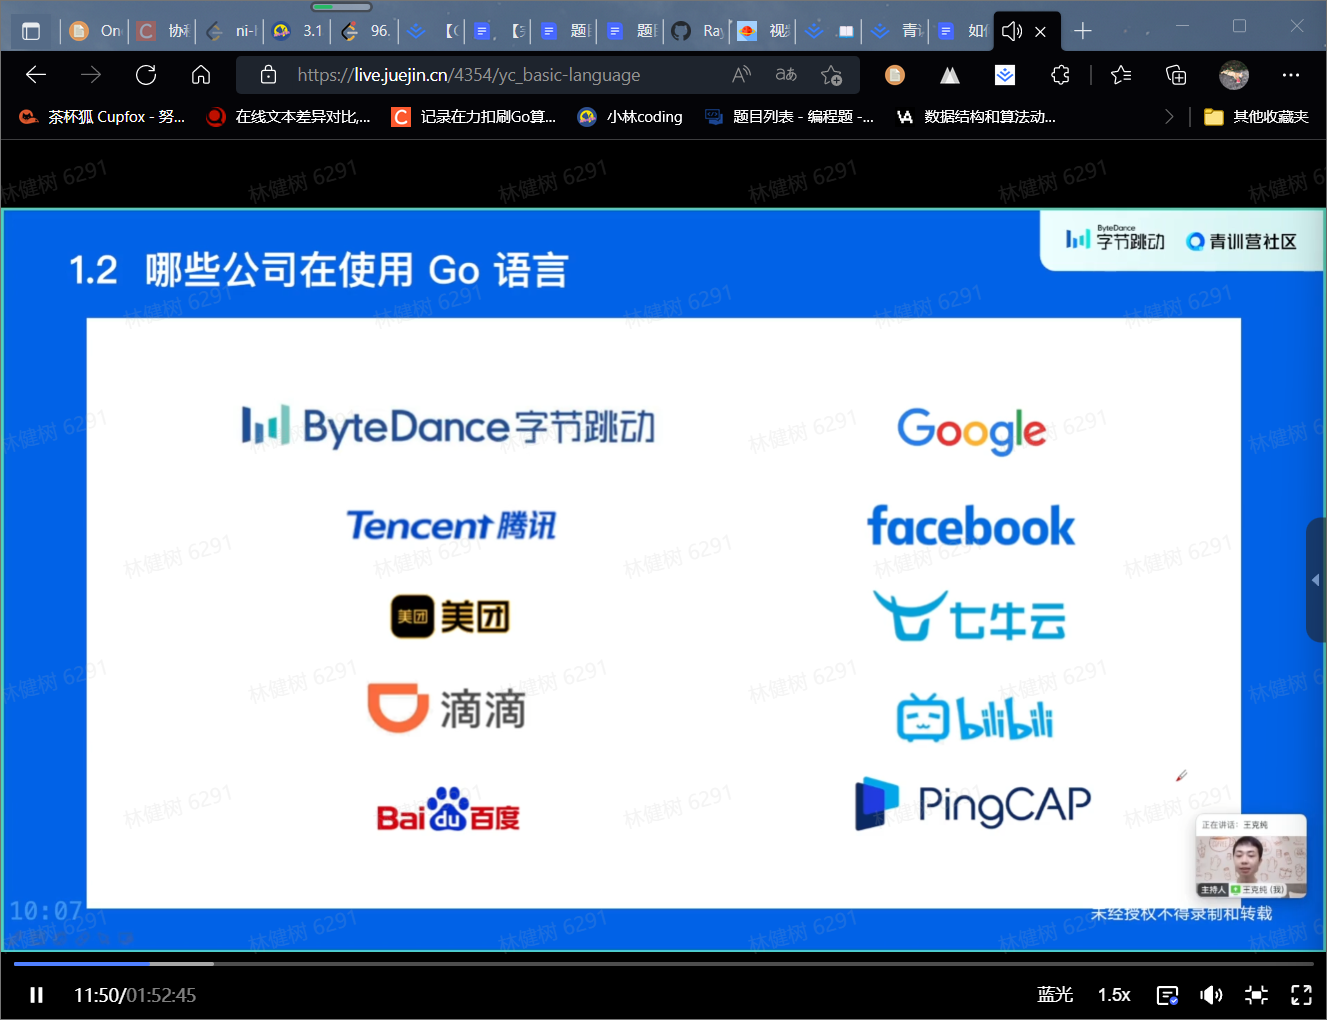 On
协
ni-
3.1
96.
【
【
题
题
Ra
视
青
如
https://live.juejin.cn/4354/yc_basic-language
茶杯狐 Cupfox - 努...
在线文本差异对比,...
记录在力扣刷Go算...
小林coding
题目列表 - 编程题 -...
数据结构和算法动...
其他收藏夹
林健树 6291
ByteDance
字节跳动
青训营社区
1.2 哪些公司在使用 Go 语言
ByteDance字节跳动
Google
Tencent腾讯
facebook
美团 美团
七牛云
滴滴
bilibili
Bai du 百度
PingCAP
正在讲话: 王克纯
主持人 王克纯 (我)
10:07
未经授权不得录制和转载
11:50/01:52:45
蓝光
1.5x